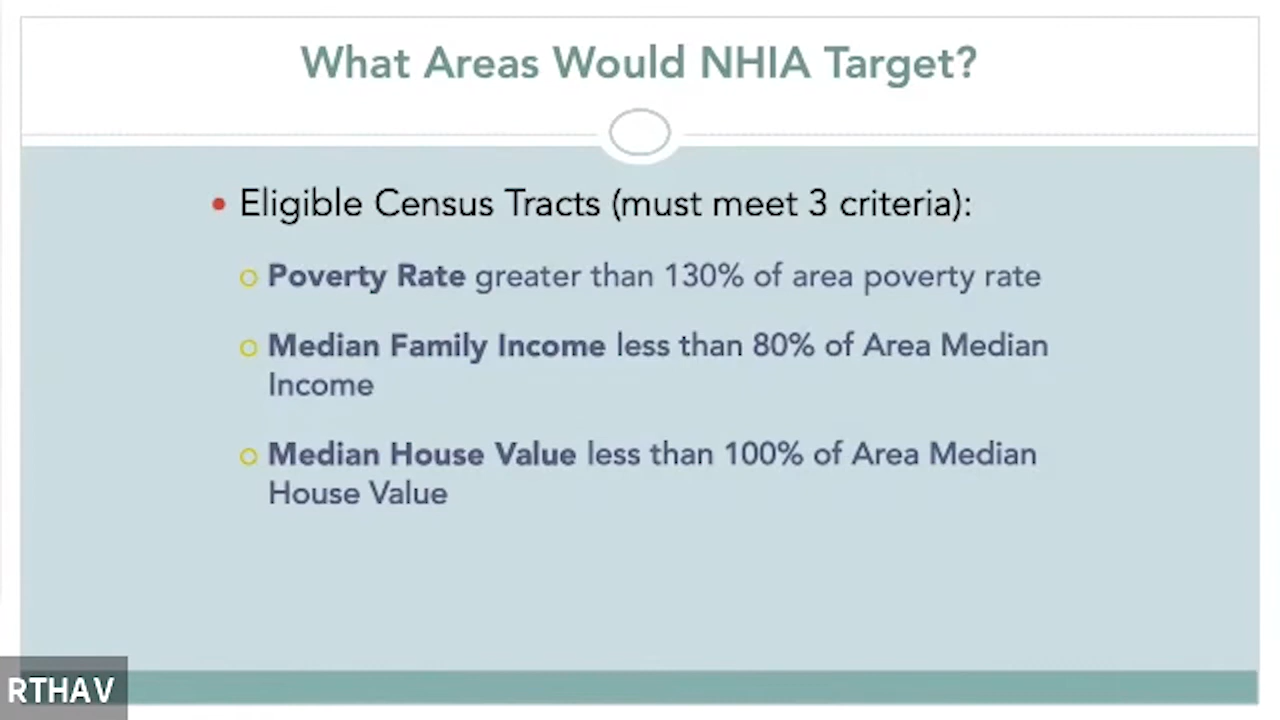 What Areas Would NHIA Target?
Eligible Census Tracts (must meet 3 criteria):
Poverty Rate greater than 130% of area poverty rate
Median Family Income less than 80% of Area Median
Income
Median House Value less than 100% of Area Median
House Value
RTHAV